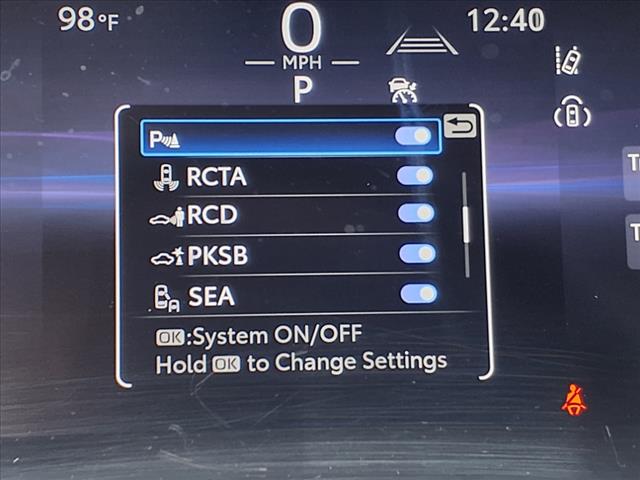 98°F
0
12:40
MPH
P
P
RCTA
RCD
PKSB
SEA
OK:System ON/OFF
Hold OK to Change Settings
T
T